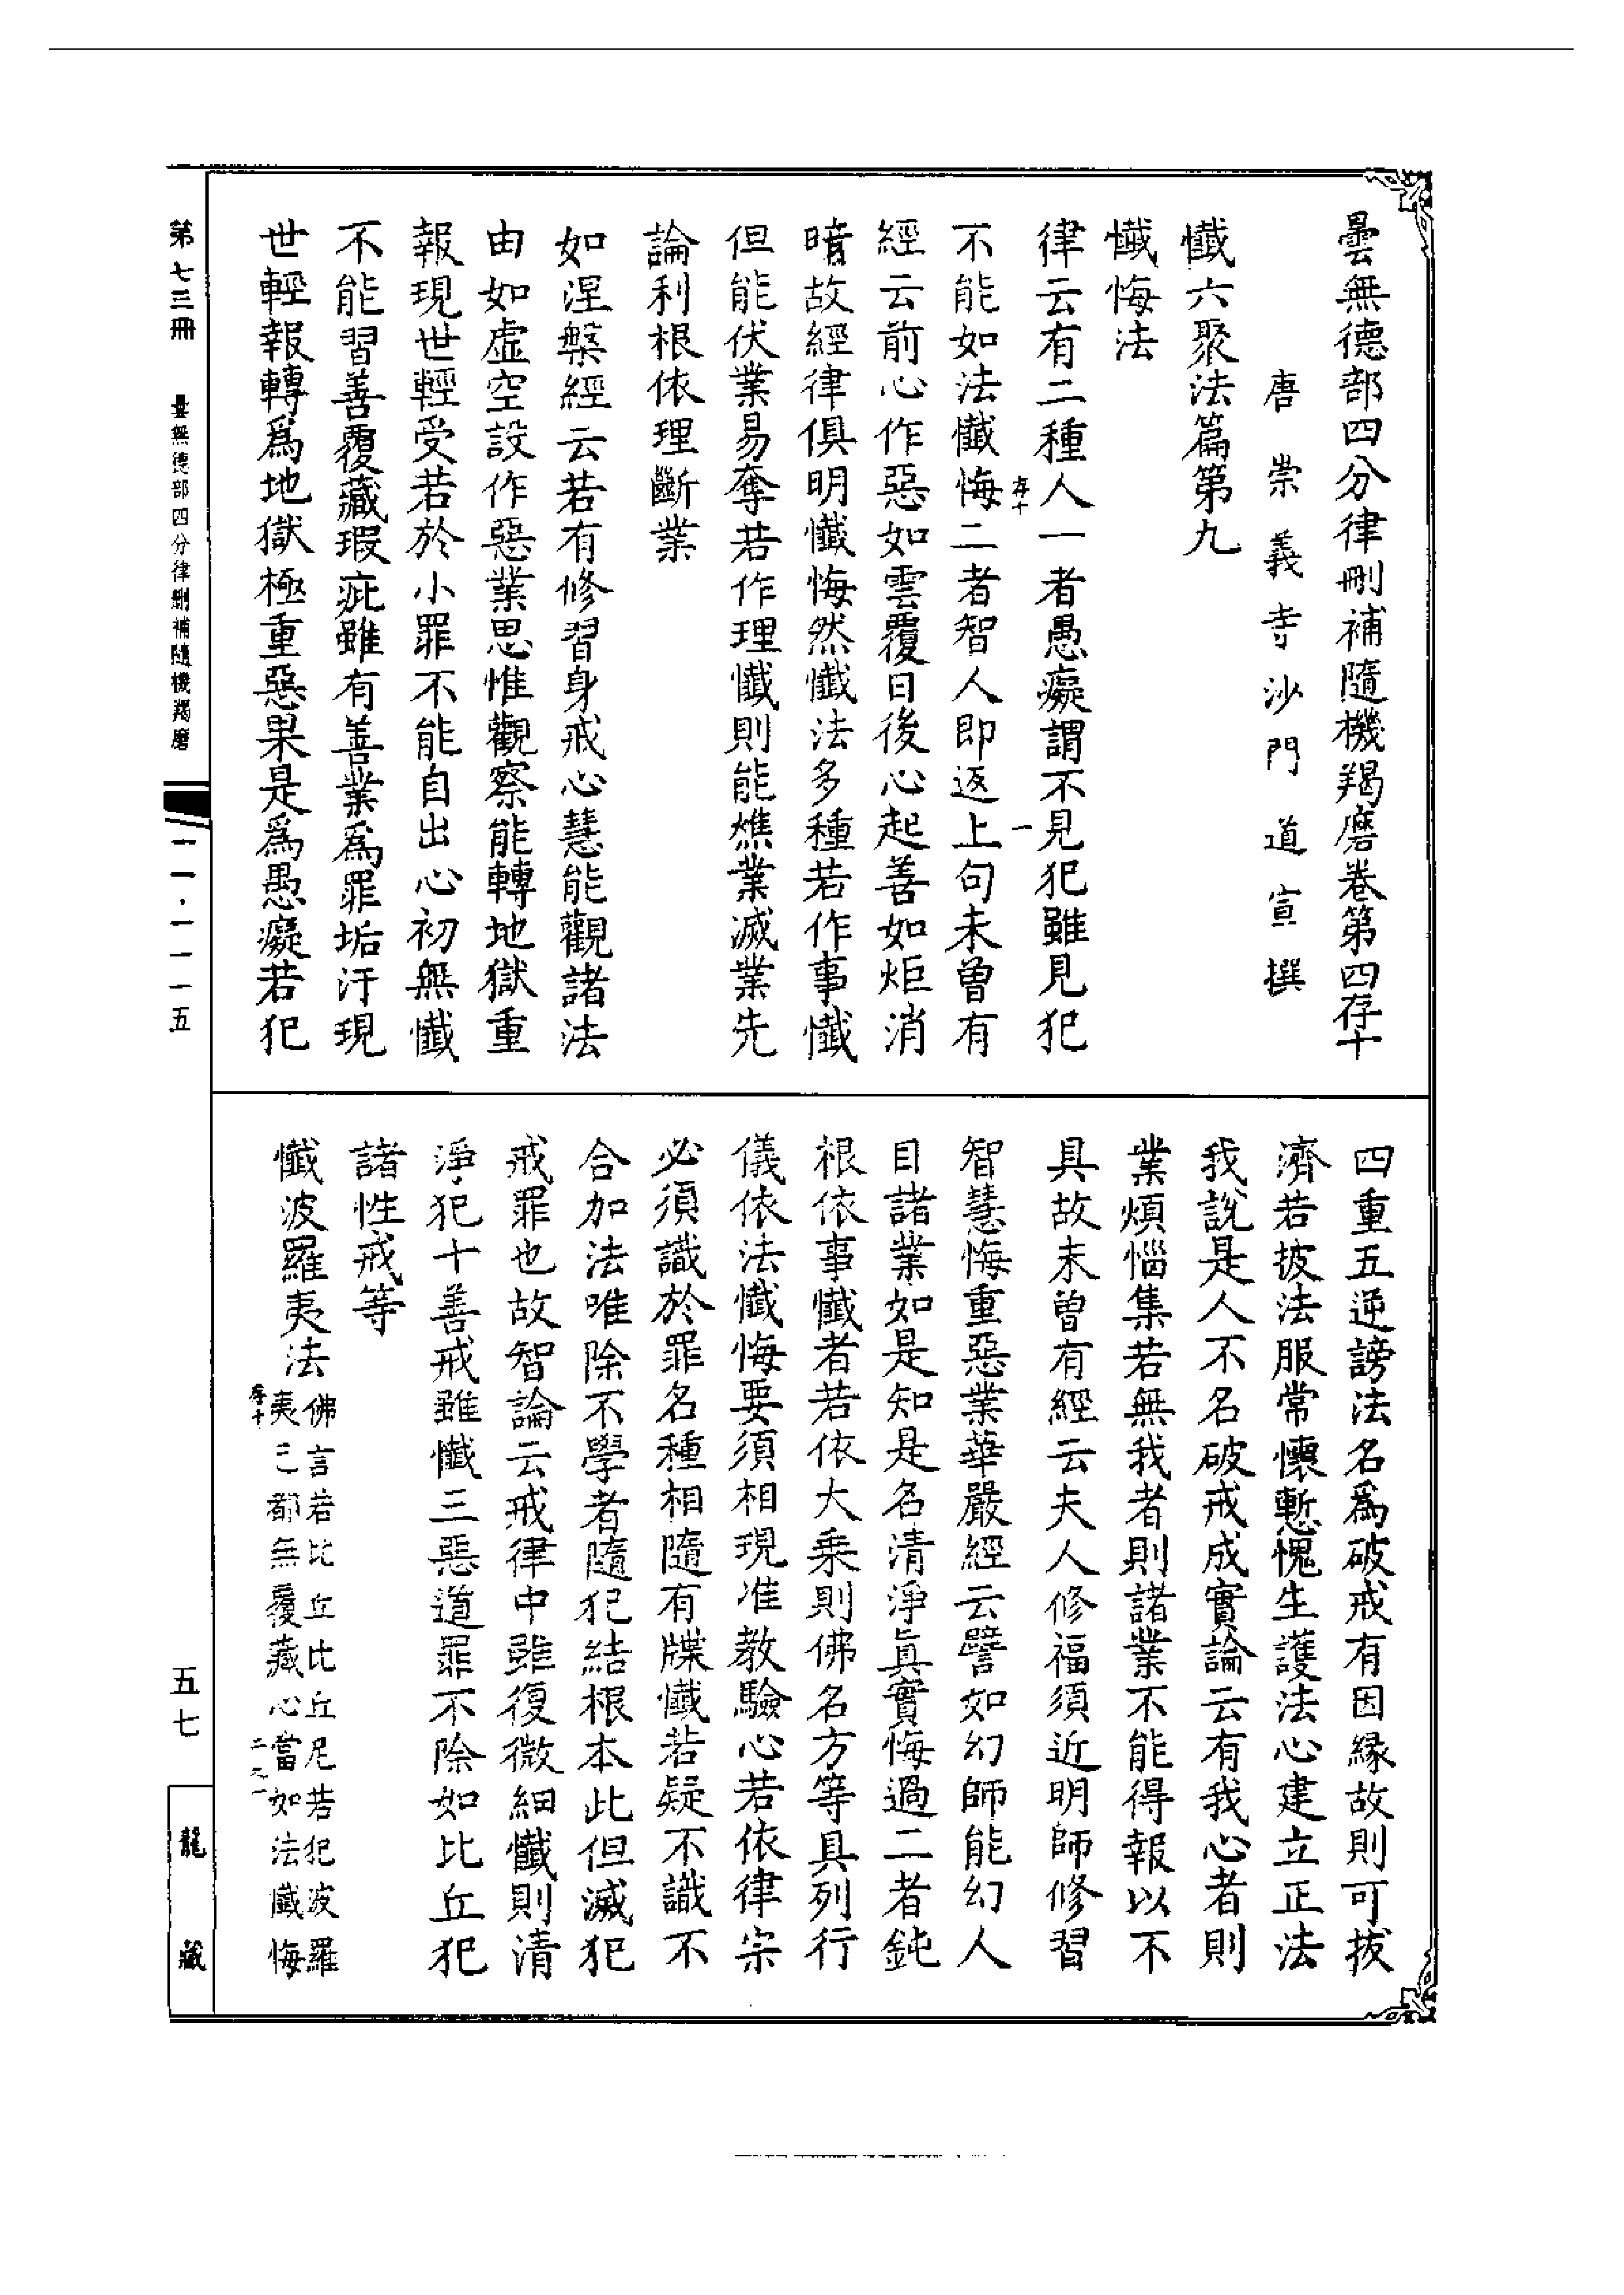 曇無德部四分律刪補隨機羯磨卷第四存十
唐崇義寺沙門道宣撰
懺六聚法篇第九
懺悔法
律云有二種人一者愚癡謂不見犯雖見犯
存十
一
不能如法懺悔二者智人即返上句未曾有
經云前心作惡如雲覆日後心起善如炬消
暗故經律俱明懺悔然懺法多種若作事懺
但能伏業易奪若作理懺則能燋業滅業先
論利根依理斷業
如涅槃經云若有修習身戒心慧能觀諸法
由如虛空設作惡業思惟觀察能轉地獄重
報現世輕受若於小罪不能自出心初無懺
不能習善覆藏瑕疵雖有善業為罪垢汙現
世輕報轉為地獄極重惡果是為愚癡若犯
四重五逆謗法名為破戒有因緣故則可拔
濟若披法服常懷慙愧生護法心建立正法
我說是人不名破戒成實論云有我心者則
業煩惱集若無我者則諸業不能得報以不
具故未曾有經云夫人修福須近明師修習
智慧悔重惡業華嚴經云譬如幻師能幻人
目諸業如是知是名清淨真實悔過二者鈍
根依事懺者若依大乘則佛名方等具列行
儀依法懺悔要須相現准教驗心若依律宗
必須識於罪名種相隨有牒懺若疑不識不
合加法唯除不學者隨犯結根本此但滅犯
戒罪也故智論云戒律中雖復微細懺則清
淨犯十善戒雖懺三惡道罪不除如比丘犯
諸性戒等
懺波羅夷法
佛言若比丘比丘尼若犯波羅
夷已都無覆藏心當如法懺悔
存十
二之一
第七三冊
曇無德部四分律刪補隨機羯磨
一一·一一一五
五七
龍藏